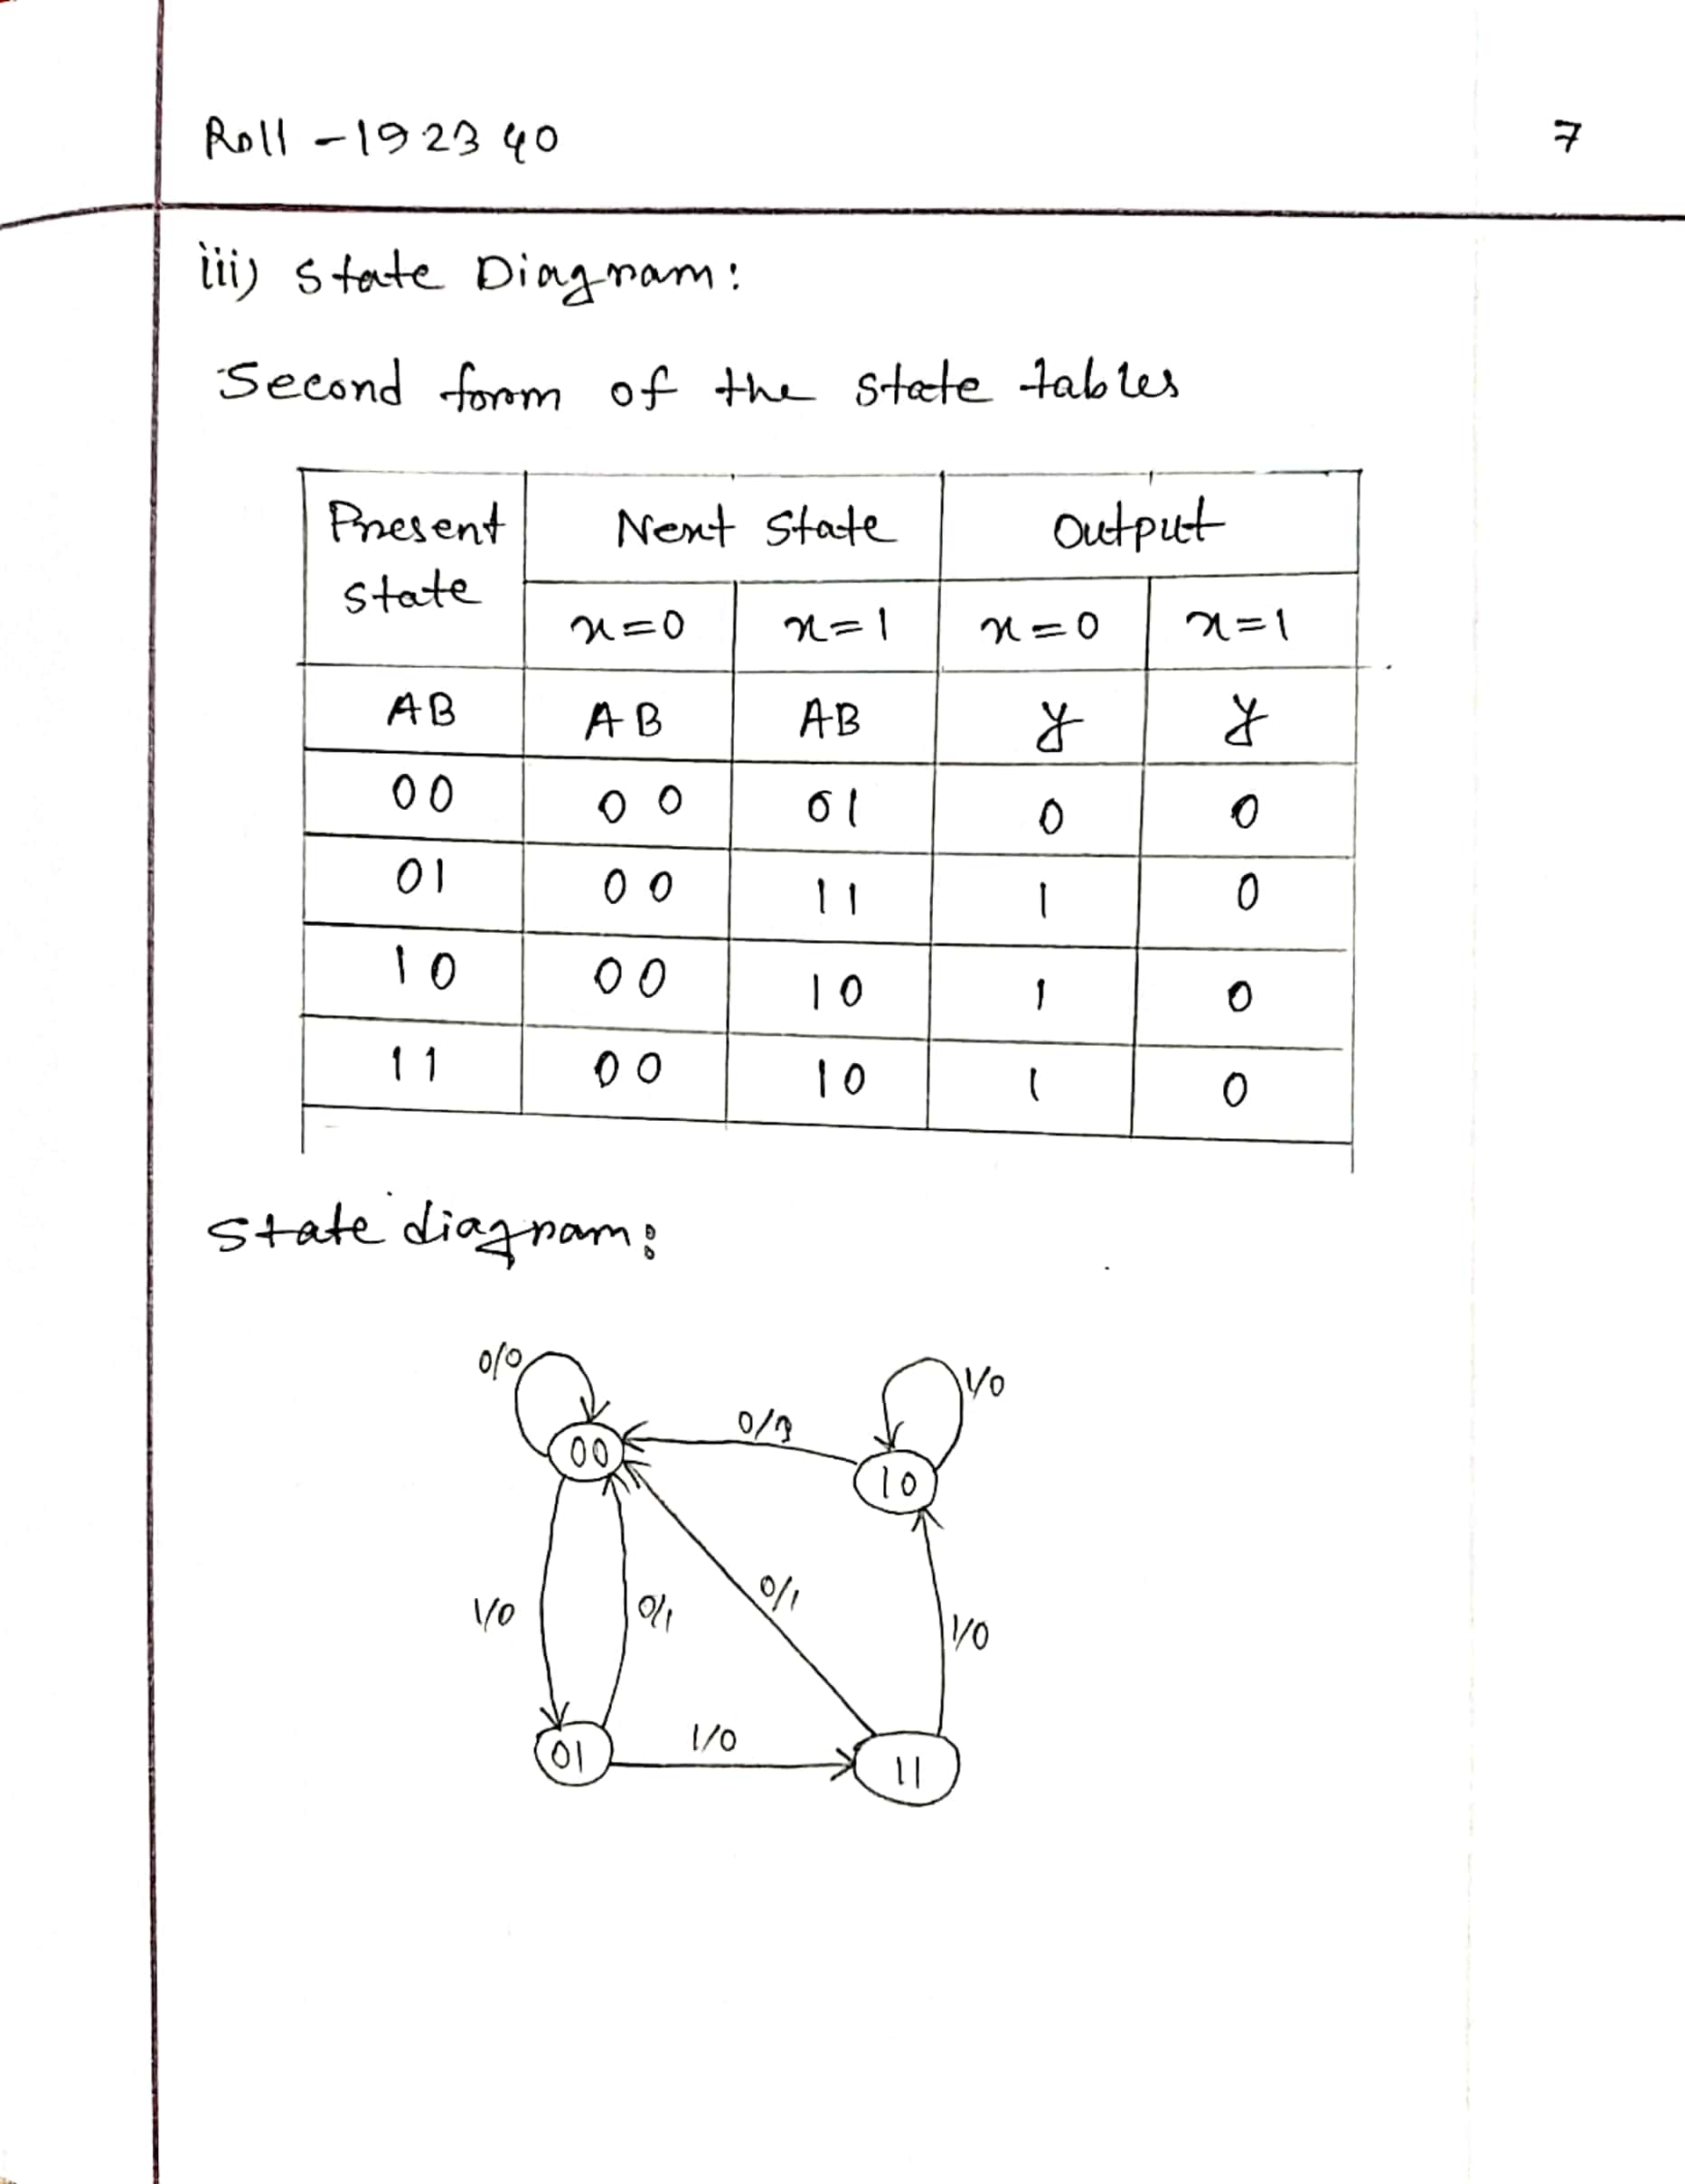 Roll - 192340
7
iii) State Diagram:
Second form of the state tables
Present state | Next State | Output
x=0 | x=1 | x=0 | x=1
AB | AB | AB | y | y
00 | 00 | 01 | 0 | 0
01 | 00 | 11 | 1 | 0
10 | 00 | 10 | 1 | 0
11 | 00 | 10 | 1 | 0
State diagram:
0/0
1/0
0/
00
10
1/0
0/1
0/1
1/0
1/0
01
11